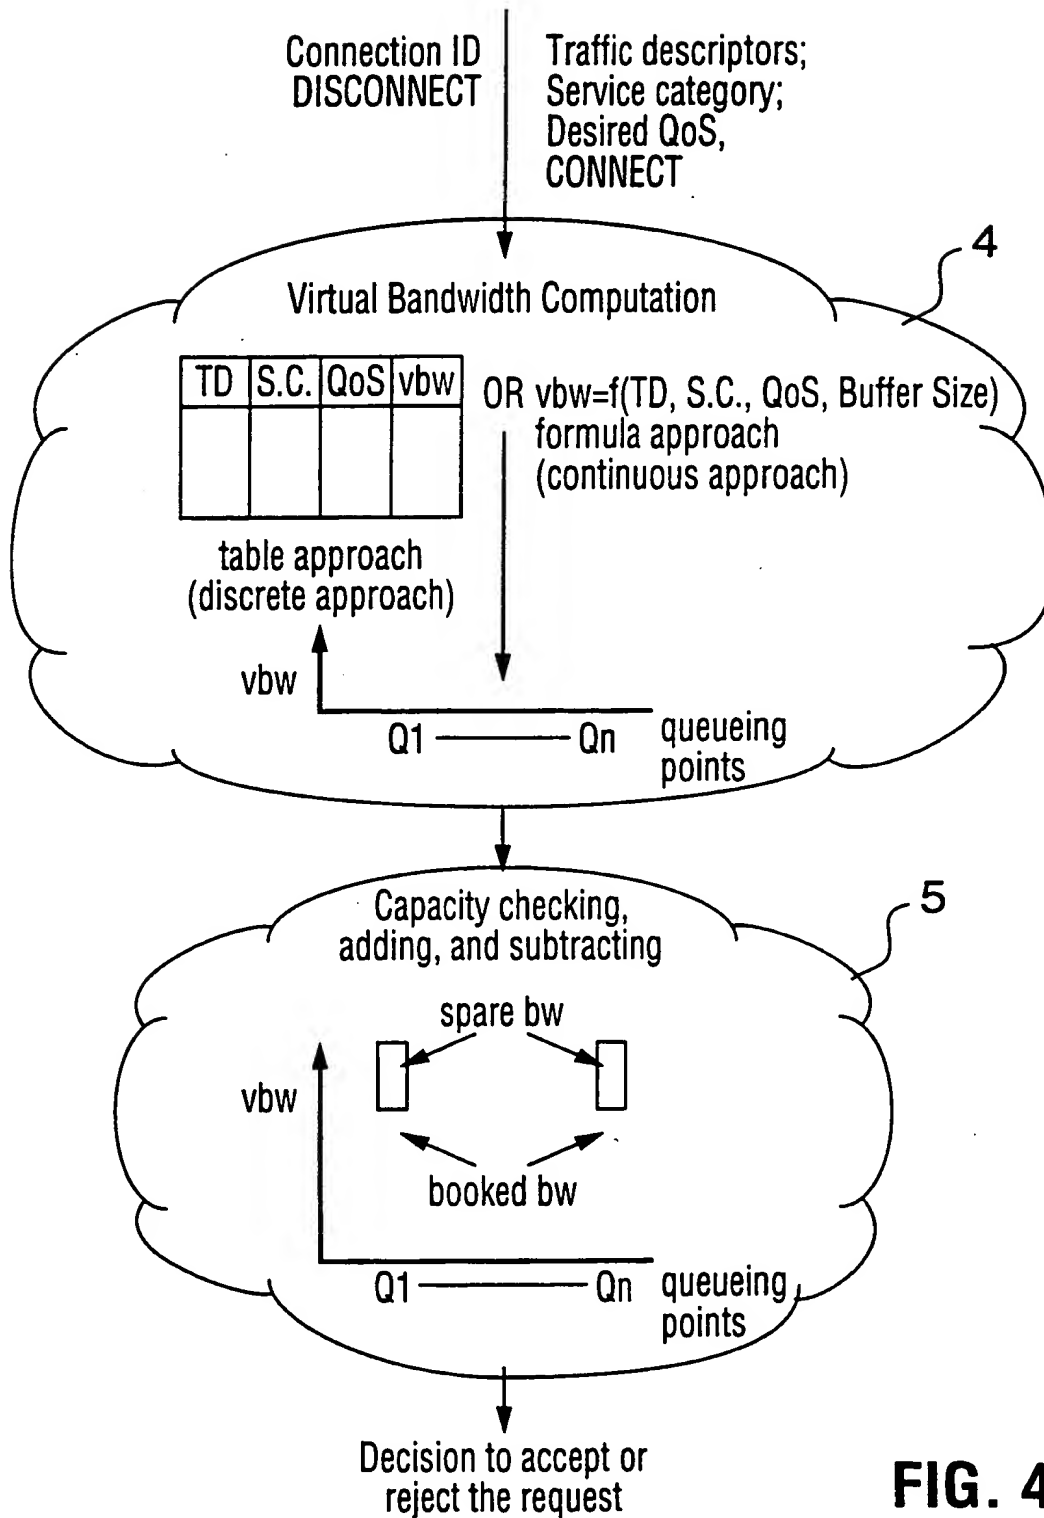 Connection ID
DISCONNECT
Traffic descriptors;
Service category;
Desired QoS,
CONNECT
4
Virtual Bandwidth Computation
TD S.C. QoS vbw
OR vbw=f(TD, S.C., QoS, Buffer Size)
formula approach
(continuous approach)
table approach
(discrete approach)
vbw
Q1 Qn
queueing
points
5
Capacity checking,
adding, and subtracting
spare bw
vbw
booked bw
Q1 Qn
queueing
points
Decision to accept or
reject the request
FIG. 4